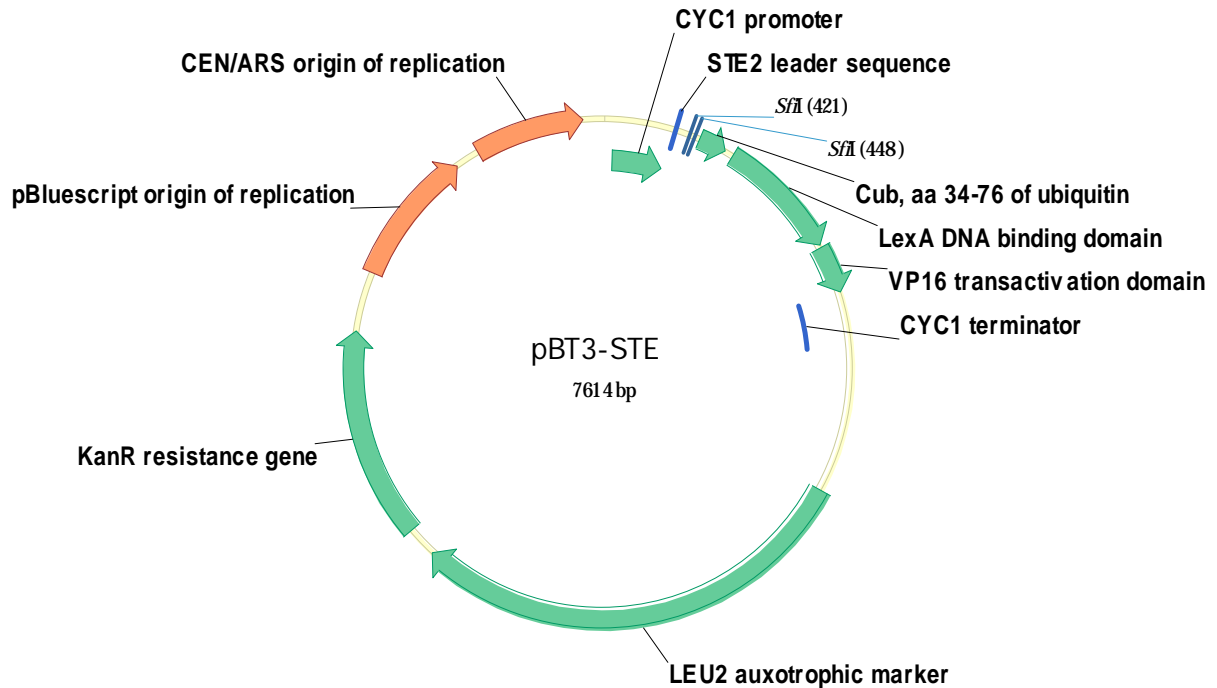 CYC1 promoter
CEN/ARS origin of replication
STE2 leader sequence
SfiI (421)
SfiI (448)
pBluescript origin of replication
Cub, aa 34-76 of ubiquitin
LexA DNA binding domain
VP16 transactivation domain
CYC1 terminator
pBT3-STE
7614 bp
KanR resistance gene
LEU2 auxotrophic marker